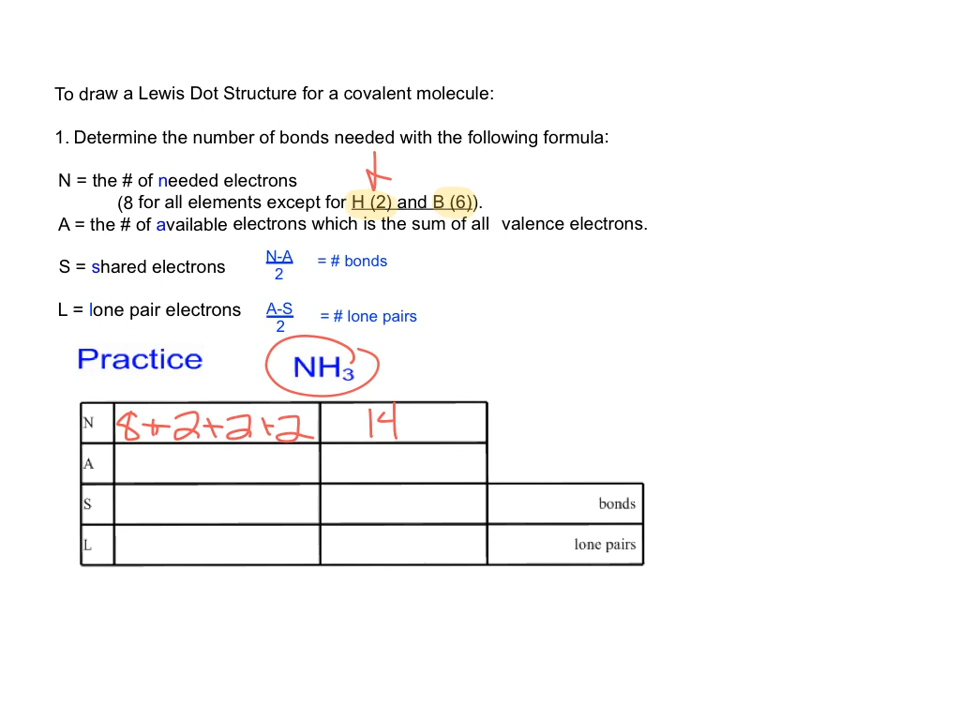 To draw a Lewis Dot Structure for a covalent molecule:
1. Determine the number of bonds needed with the following formula:
N = the # of needed electrons
(8 for all elements except for H (2) and B (6)).
A = the # of available electrons which is the sum of all valence electrons.
S = shared electrons N-A/2 = # bonds
L = lone pair electrons A-S/2 = # lone pairs
Practice NH₃
N 8+2+2+2 14
A
S bonds
L lone pairs